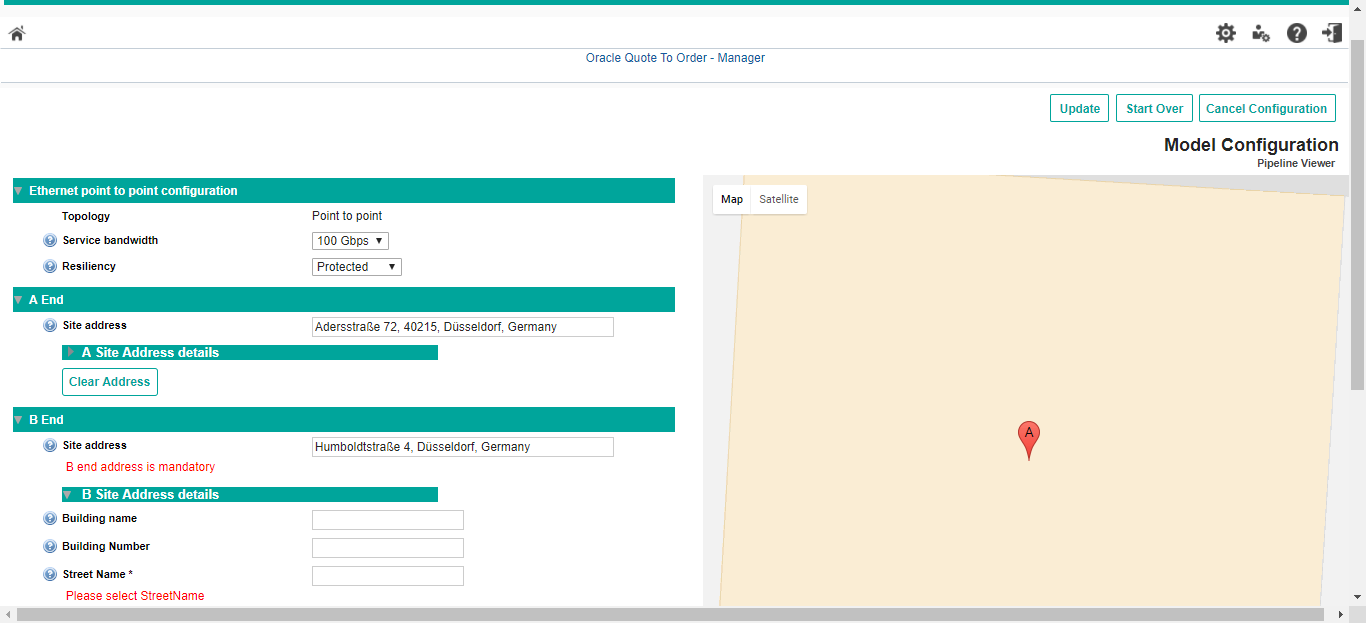 Oracle Quote To Order - Manager
Update
Start Over
Cancel Configuration
Model Configuration
Pipeline Viewer
Ethernet point to point configuration
Topology
Point to point
Service bandwidth
100 Gbps
Resiliency
Protected
A End
Site address
Adersstraße 72, 40215, Düsseldorf, Germany
A Site Address details
Clear Address
B End
Site address
Humboldtstraße 4, Düsseldorf, Germany
B end address is mandatory
B Site Address details
Building name
Building Number
Street Name *
Please select StreetName
Map
Satellite
A